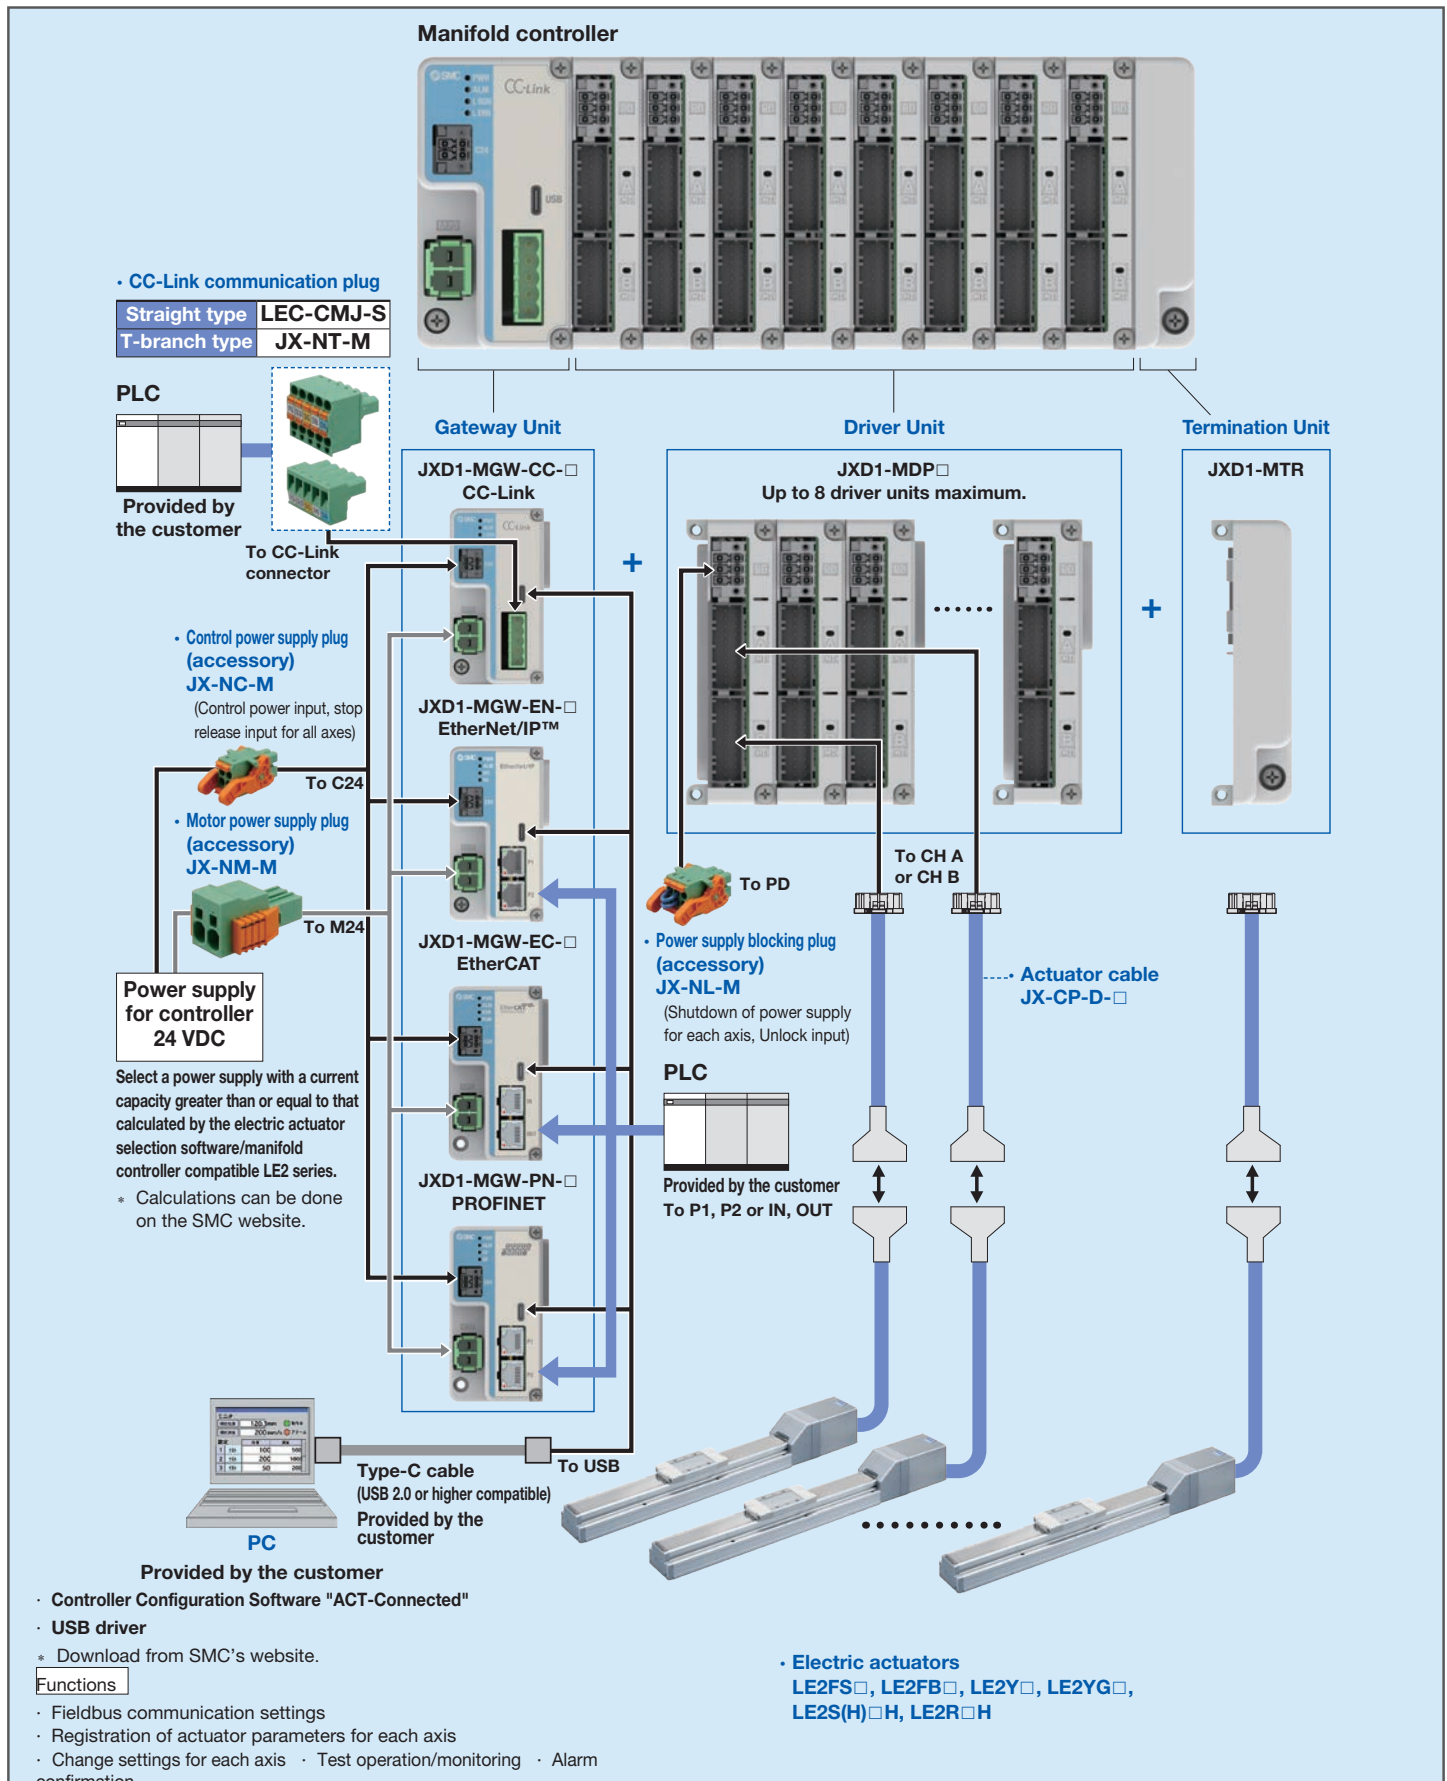 Manifold controller
SMC
PWR
ALM
CC-Link
C24
USB
• CC-Link communication plug
Straight type LEC-CMJ-S
T-branch type JX-NT-M
PLC
Provided by
the customer
To CC-Link
connector
Gateway Unit
Driver Unit
Termination Unit
JXD1-MGW-CC-□
CC-Link
JXD1-MDP□
Up to 8 driver units maximum.
JXD1-MTR
+
+
• Control power supply plug
(accessory)
JX-NC-M
(Control power input, stop
release input for all axes)
To C24
• Motor power supply plug
(accessory)
JX-NM-M
To M24
Power supply
for controller
24 VDC
Select a power supply with a current
capacity greater than or equal to that
calculated by the electric actuator
selection software/manifold
controller compatible LE2 series.
* Calculations can be done
on the SMC website.
JXD1-MGW-EN-□
EtherNet/IP™
JXD1-MGW-EC-□
EtherCAT
JXD1-MGW-PN-□
PROFINET
To PD
• Power supply blocking plug
(accessory)
JX-NL-M
(Shutdown of power supply
for each axis, Unlock input)
To CH A
or CH B
• Actuator cable
JX-CP-D-□
PLC
Provided by the customer
To P1, P2 or IN, OUT
Type-C cable
(USB 2.0 or higher compatible)
Provided by the
customer
To USB
PC
Provided by the customer
· Controller Configuration Software "ACT-Connected"
· USB driver
* Download from SMC's website.
Functions
· Fieldbus communication settings
· Registration of actuator parameters for each axis
· Change settings for each axis · Test operation/monitoring · Alarm
confirmation
• Electric actuators
LE2FS□, LE2FB□, LE2Y□, LE2YG□,
LE2S(H)□H, LE2R□H